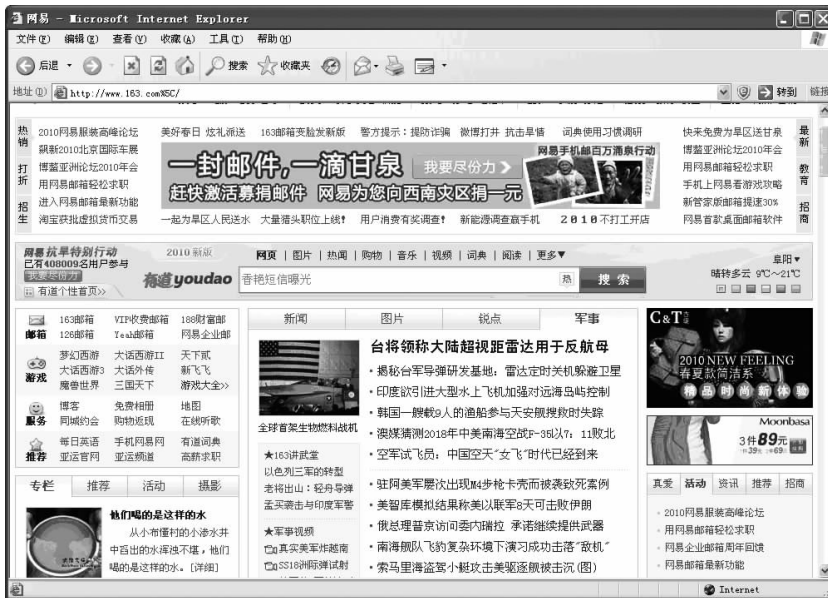 网易 - Microsoft Internet Explorer
文件(F) 编辑(E) 查看(V) 收藏(A) 工具(T) 帮助(H)
后退 搜索 收藏夹
地址(D) http://www.163.com%5C/ 转到 链接
热销
打折
招生
2010网易服装高峰论坛
飙新2010北京国际车展
博鳌亚洲论坛2010年会
用网易邮箱轻松求职
进入网易邮箱最新功能
淘宝获批虚拟货币交易
美好春日 炫礼派送 163邮箱变脸发新版 警方提示：提防诈骗 微博打井 抗击旱情 词典使用习惯调研
一封邮件,一滴甘泉 我要尽份力
赶快激活募捐邮件 网易为您向西南灾区捐一元
网易手机邮百万涌泉行动
一起为旱区人民送水 大量猪头职位上线! 用户消费有奖调查! 新能源调查赢手机 2010不打工开店
快来免费为旱区送甘泉
博鳌亚洲论坛2010年会
用网易邮箱轻松求职
手机上网易看游戏攻略
新管家版邮箱提速30%
网易首款桌面邮箱软件
最新
教育
招商
网易抗旱特别行动
已有408009名用户参与
我要尽份力
有道个性首页>>
2010 新版
有道youdao
网页 | 图片 | 热闻 | 购物 | 音乐 | 视频 | 词典 | 阅读 | 更多▼
香艳短信曝光 热 搜 索
阜阳▼
晴转多云 9℃～21℃
邮箱 163邮箱 VIP收费邮箱 188财富邮
126邮箱 Yeah邮箱 网易企业邮
游戏 梦幻西游 大话西游II 天下贰
大话西游3 大话外传 新飞飞
魔兽世界 三国天下 游戏大全>>
服务 博客 免费相册 地图
同城约会 购物返现 在线听歌
推荐 每日英语 手机网易网 有道词典
亚运官网 亚运频道 高薪求职
专栏 推荐 活动 摄影
他们喝的是这样的水
从小布懂村的小渗水井
中舀出的水浑浊不堪，他们
喝的是这样的水。[详细]
新闻 图片 锐点 军事
全球首架生物燃料战机
★163讲武堂
以色列三军的转型
老将出山：轻舟导弹
孟买袭击与印度军警
★军事视频
真实美军炸越南
SS18洲际弹试射
台将领称大陆超视距雷达用于反航母
·揭秘台军导弹研发基地：雷达定时关机躲避卫星
·印度欲引进大型水上飞机加强对远海岛屿控制
·韩国一艘载9人的渔船参与天安舰搜救时失踪
·澳媒猜测2018年中美南海空战F-35以7：11败北
·空军试飞员：中国空天"女飞"时代已经到来
·驻阿美军屡次出现M4步枪卡壳而被袭致死案例
·美智库模拟结果称美以联军8天可击败伊朗
·俄总理普京访问委内瑞拉 承诺继续提供武器
·南海舰队飞豹复杂环境下演习成功击落"敌机"
·索马里海盗驾小艇攻击美驱逐舰被击沉(图)
C&T
2010 NEW FEELING
春夏款简洁系
精品时尚新体验
Moonbasa
3件89元
真爱 活动 资讯 推荐 招商
◦ 2010网易服装高峰论坛
◦ 用网易邮箱轻松求职
◦ 网易企业邮箱周年回馈
◦ 网易邮箱最新功能
Internet